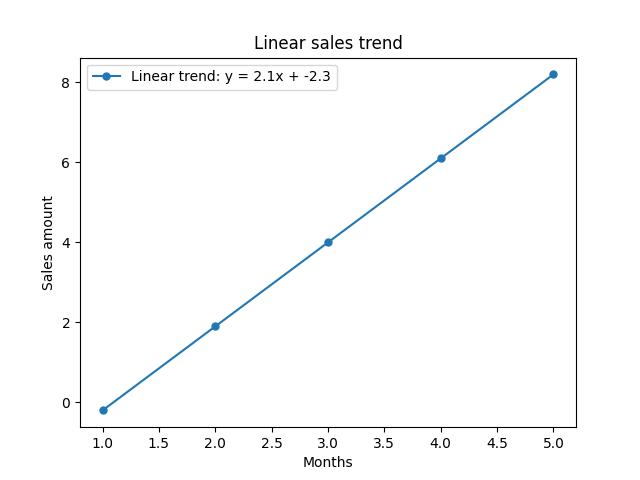 Linear sales trend
Linear trend: y = 2.1x + -2.3
8
6
4
2
0
Sales amount
1.0 1.5 2.0 2.5 3.0 3.5 4.0 4.5 5.0
Months